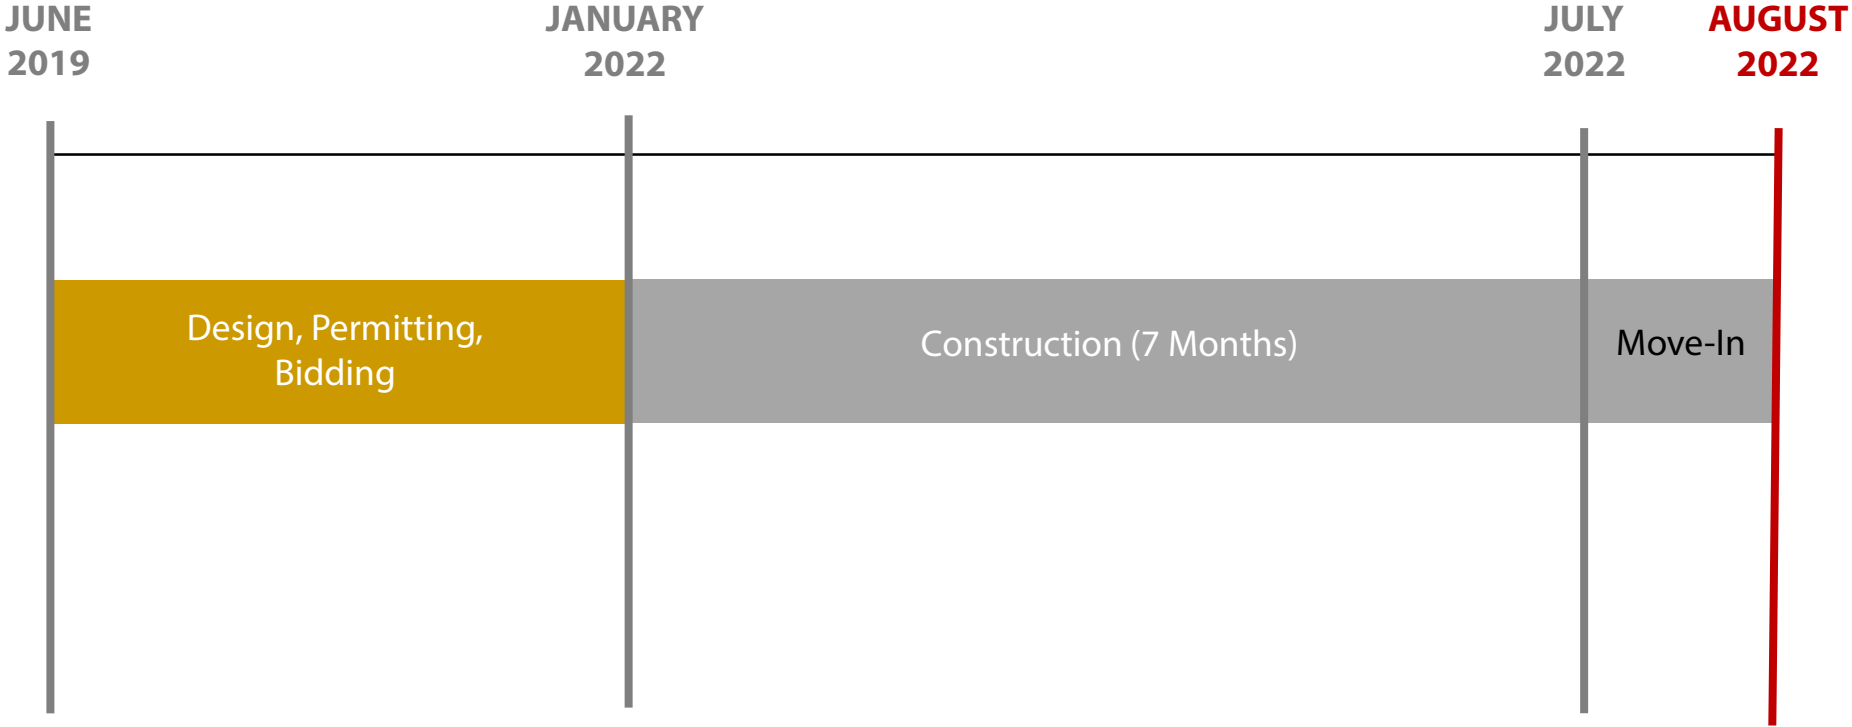 JUNE
2019
JANUARY
2022
JULY
2022
AUGUST
2022
Design, Permitting,
Bidding
Construction (7 Months)
Move-In